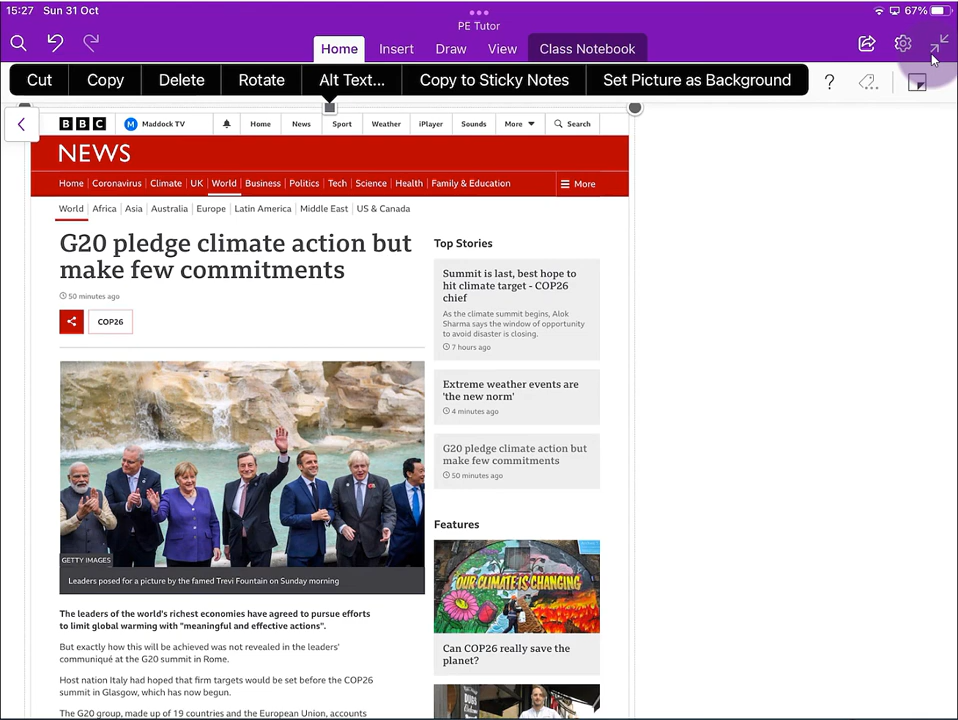 15:27 Sun 31 Oct
67%
PE Tutor
Home Insert Draw View Class Notebook
Cut Copy Delete Rotate Alt Text... Copy to Sticky Notes Set Picture as Background ?
BBC M Maddock TV Home News Sport Weather iPlayer Sounds More Search
NEWS
Home Coronavirus Climate UK World Business Politics Tech Science Health Family & Education More
World Africa Asia Australia Europe Latin America Middle East US & Canada
G20 pledge climate action but
make few commitments
50 minutes ago
COP26
GETTY IMAGES
Leaders posed for a picture by the famed Trevi Fountain on Sunday morning
The leaders of the world's richest economies have agreed to pursue efforts
to limit global warming with "meaningful and effective actions".
But exactly how this will be achieved was not revealed in the leaders'
communiqué at the G20 summit in Rome.
Host nation Italy had hoped that firm targets would be set before the COP26
summit in Glasgow, which has now begun.
The G20 group, made up of 19 countries and the European Union, accounts
Top Stories
Summit is last, best hope to
hit climate target - COP26
chief
As the climate summit begins, Alok
Sharma says the window of opportunity
to avoid disaster is closing.
7 hours ago
Extreme weather events are
'the new norm'
4 minutes ago
G20 pledge climate action but
make few commitments
50 minutes ago
Features
OUR CLIMATE IS CHANGING
Can COP26 really save the
planet?